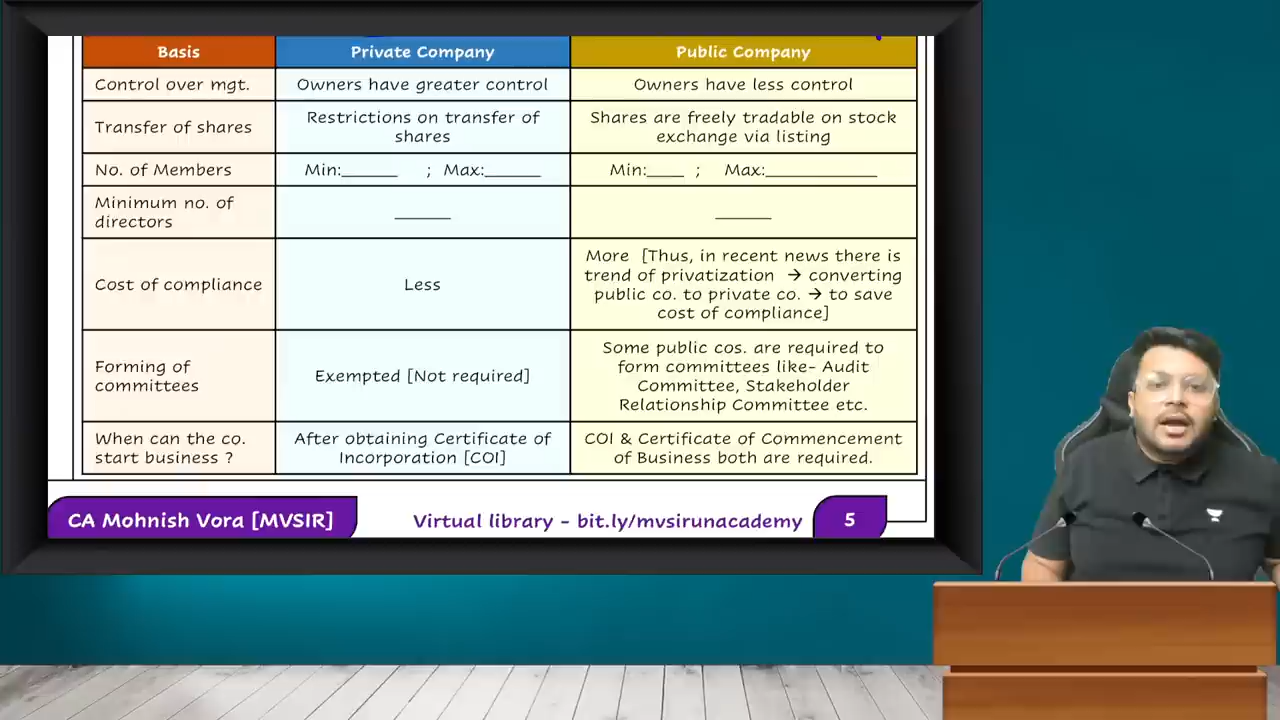 Basis
Private Company
Public Company
Control over mgt.
Owners have greater control
Owners have less control
Transfer of shares
Restrictions on transfer of
shares
Shares are freely tradable on stock
exchange via listing
No. of Members
Min:______ ; Max:______
Min:____ ; Max:____________
Minimum no. of
directors
______
______
Cost of compliance
Less
More [Thus, in recent news there is
trend of privatization → converting
public co. to private co. → to save
cost of compliance]
Forming of
committees
Exempted [Not required]
Some public cos. are required to
form committees like- Audit
Committee, Stakeholder
Relationship Committee etc.
When can the co.
start business ?
After obtaining Certificate of
Incorporation [COI]
COI & Certificate of Commencement
of Business both are required.
CA Mohnish Vora [MVSIR]
Virtual library - bit.ly/mvsirunacademy
5